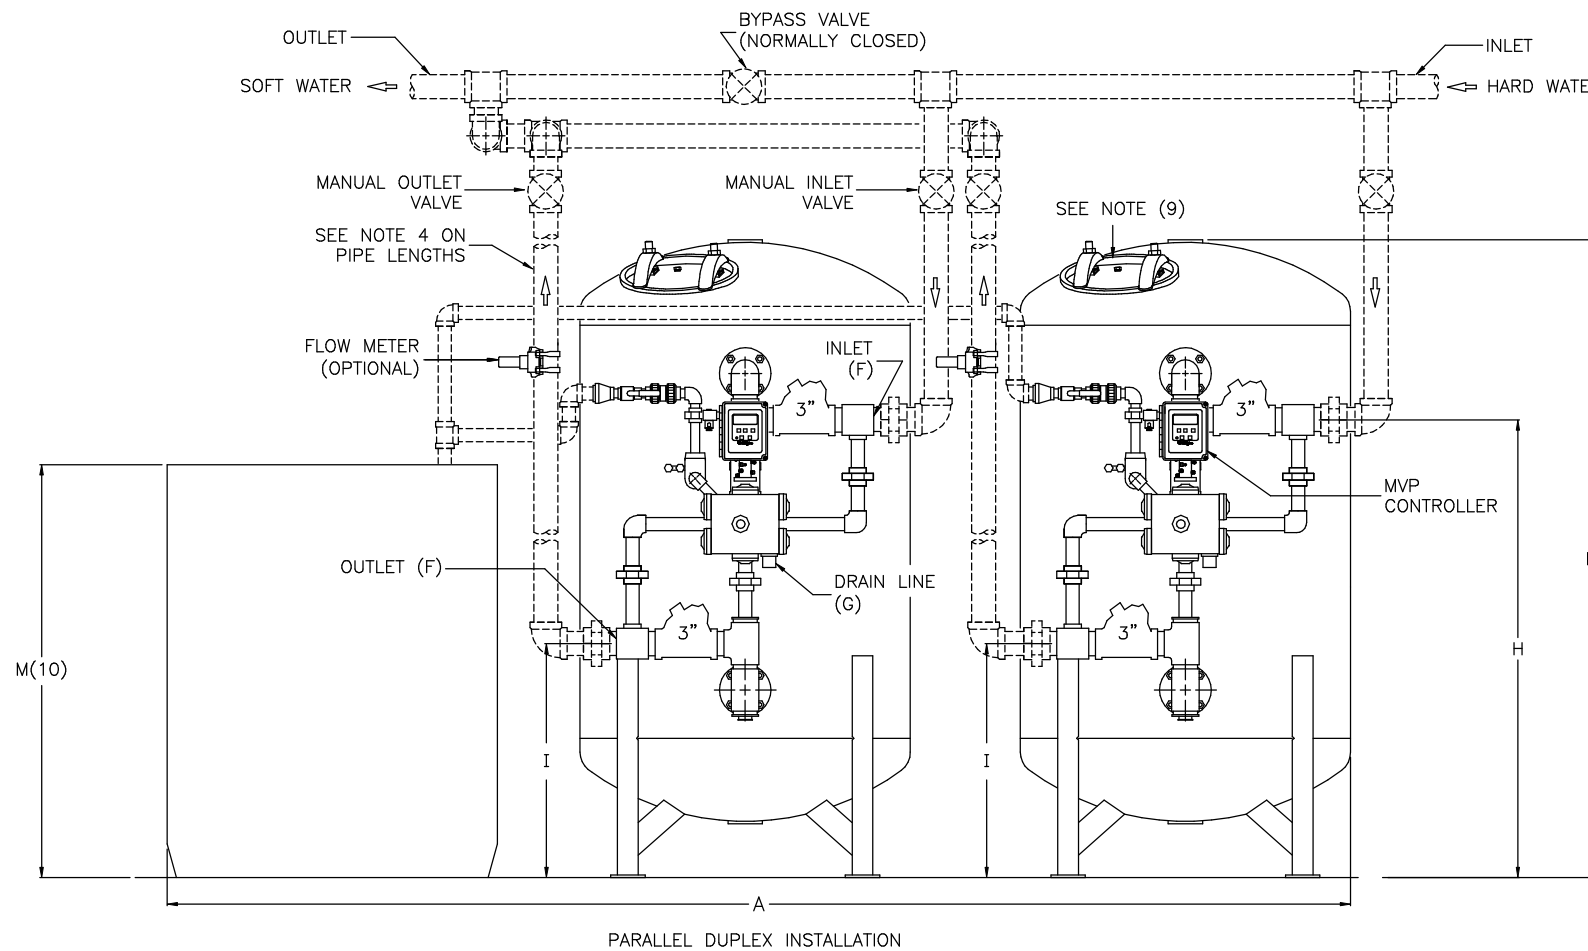 BYPASS VALVE
(NORMALLY CLOSED)
OUTLET
INLET
SOFT WATER
HARD WATE
MANUAL OUTLET
VALVE
MANUAL INLET
VALVE
SEE NOTE (9)
SEE NOTE 4 ON
PIPE LENGTHS
FLOW METER
(OPTIONAL)
INLET
(F)
3"
3"
MVP
CONTROLLER
OUTLET (F)
DRAIN LINE
(G)
3"
3"
M(10)
H
I
I
A
PARALLEL DUPLEX INSTALLATION